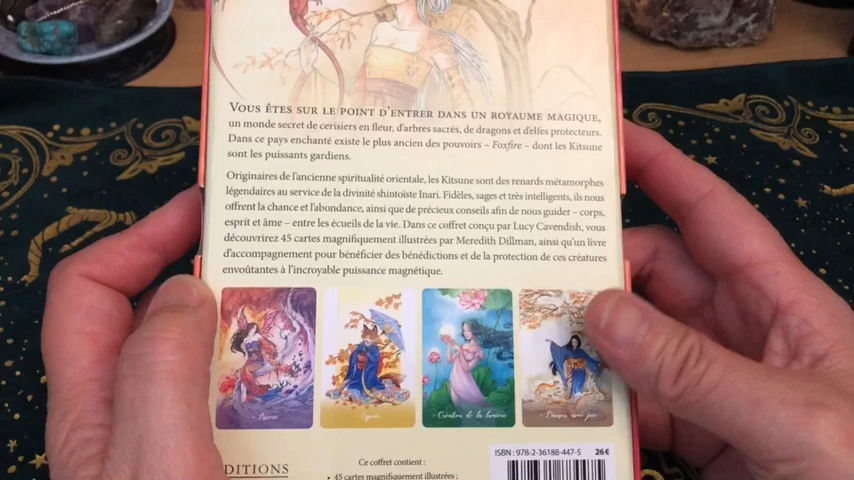 VOUS ÊTES SUR LE POINT D'ENTRER DANS UN ROYAUME MAGIQUE,
un monde secret de cerisiers en fleur, d'arbres sacrés, de dragons et d'elfes protecteurs.
Dans ce pays enchanté existe le plus ancien des pouvoirs – Foxfire – dont les Kitsune
sont les puissants gardiens.
Originaires de l'ancienne spiritualité orientale, les Kitsune sont des renards métamorphes
légendaires au service de la divinité shintoïste Inari. Fidèles, sages et très intelligents, ils nous
offrent la chance et l'abondance, ainsi que de précieux conseils afin de nous guider – corps,
esprit et âme – entre les écueils de la vie. Dans ce coffret conçu par Lucy Cavendish, vous
découvrirez 45 cartes magnifiquement illustrées par Meredith Dillman, ainsi qu'un livre
d'accompagnement pour bénéficier des bénédictions et de la protection de ces créatures
envoûtantes à l'incroyable puissance magnétique.
Créatrice de la lumière
Danser avec
DITIONS
Ce coffret contient :
• 45 cartes magnifiquement illustrées ;
ISBN : 978-2-36188-447-5 26€